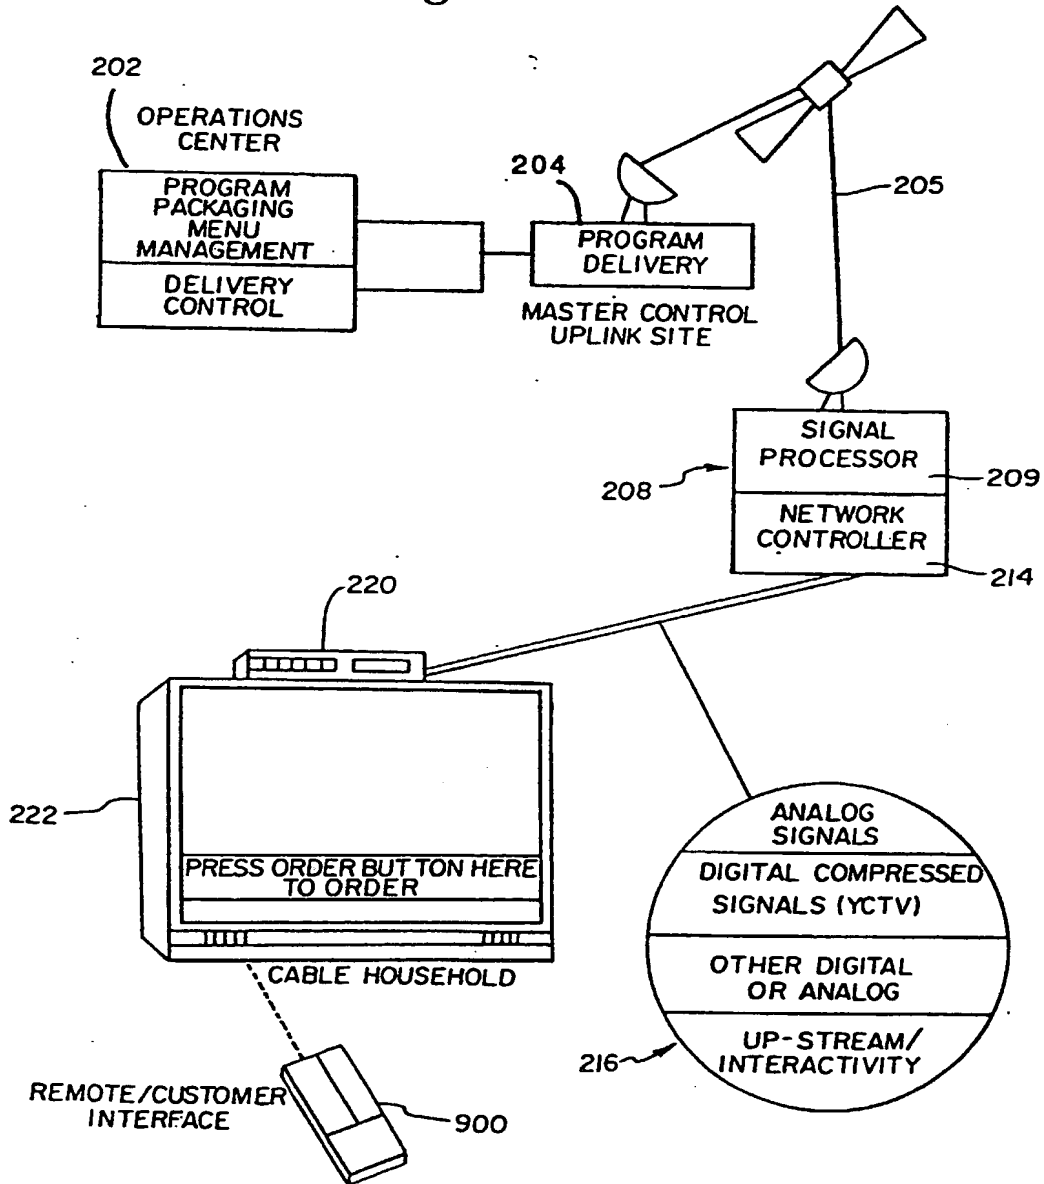 202
OPERATIONS
CENTER
PROGRAM
PACKAGING
MENU
MANAGEMENT
DELIVERY
CONTROL
204
PROGRAM
DELIVERY
MASTER CONTROL
UPLINK SITE
205
SIGNAL
PROCESSOR
208
209
NETWORK
CONTROLLER
214
220
222
PRESS ORDER BUTTON HERE
TO ORDER
CABLE HOUSEHOLD
ANALOG
SIGNALS
DIGITAL COMPRESSED
SIGNALS (YCTV)
OTHER DIGITAL
OR ANALOG
UP-STREAM/
INTERACTIVITY
216
REMOTE/CUSTOMER
INTERFACE
900